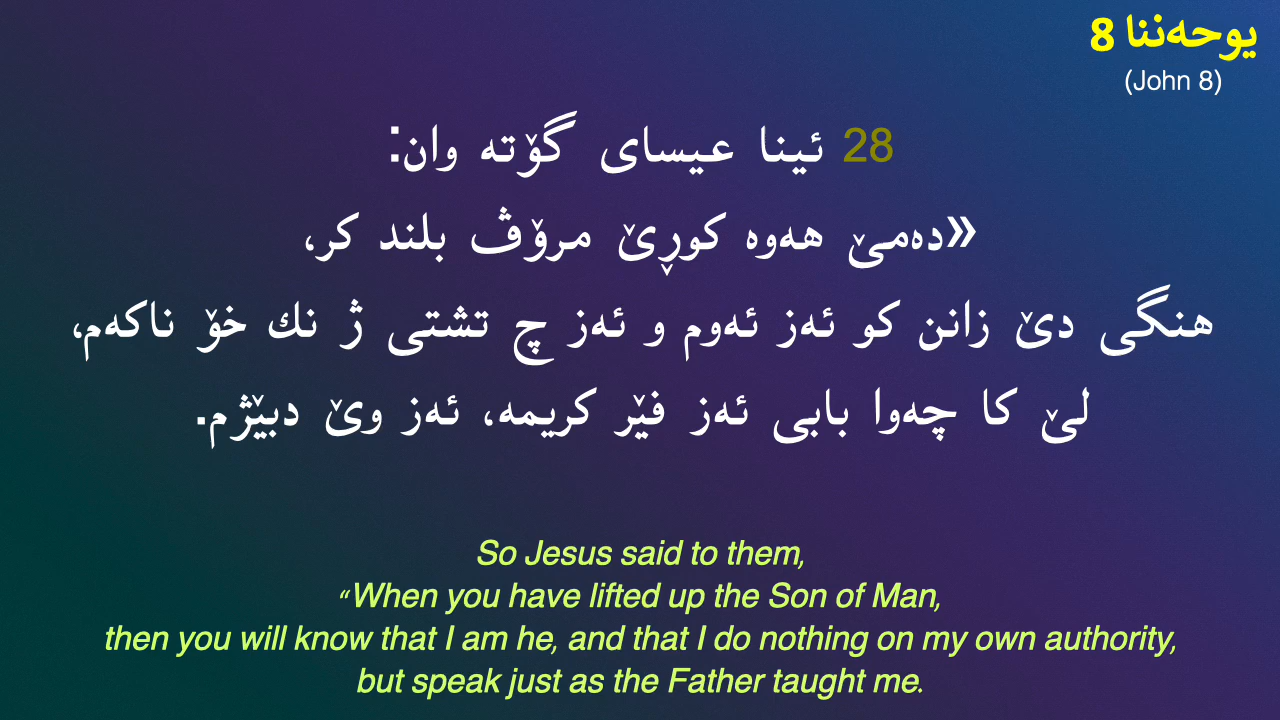 یوحەننا 8
(John 8)
28 ئینا عیسای گۆتە وان:
«دەمێ هەوە کوڕێ مرۆڤ بلند کر،
هنگی دێ زانن کو ئەز ئەوم و ئەز چ تشتی ژ نك خۆ ناکەم،
لێ کا چەوا بابی ئەز فێر کریمە، ئەز وێ دبێژم.
So Jesus said to them,
“When you have lifted up the Son of Man,
then you will know that I am he, and that I do nothing on my own authority,
but speak just as the Father taught me.